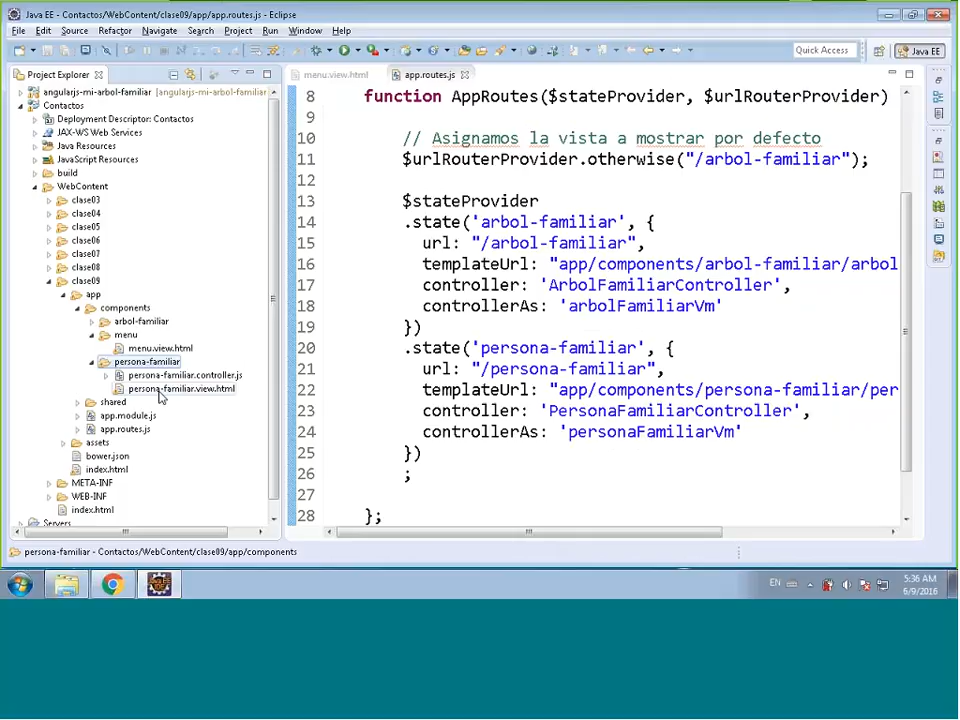 Java EE - Contactos/WebContent/clase09/app/app.routes.js - Eclipse
File Edit Source Refactor Navigate Search Project Run Window Help
Quick Access
Java EE
Project Explorer
menu.view.html
app.routes.js
angularjs-mi-arbol-familiar [angularjs-mi-arbol-familiar
Contactos
Deployment Descriptor: Contactos
JAX-WS Web Services
Java Resources
JavaScript Resources
build
WebContent
clase03
clase04
clase05
clase06
clase07
clase08
clase09
app
components
arbol-familiar
menu
menu.view.html
persona-familiar
persona-familiar.controller.js
persona-familiar.view.html
shared
app.module.js
app.routes.js
assets
bower.json
index.html
META-INF
WEB-INF
index.html
Servers
8 function AppRoutes($stateProvider, $urlRouterProvider)
9
10 // Asignamos la vista a mostrar por defecto
11 $urlRouterProvider.otherwise("/arbol-familiar");
12
13 $stateProvider
14 .state('arbol-familiar', {
15 url: "/arbol-familiar",
16 templateUrl: "app/components/arbol-familiar/arbol
17 controller: 'ArbolFamiliarController',
18 controllerAs: 'arbolFamiliarVm'
19 })
20 .state('persona-familiar', {
21 url: "/persona-familiar",
22 templateUrl: "app/components/persona-familiar/per
23 controller: 'PersonaFamiliarController',
24 controllerAs: 'personaFamiliarVm'
25 })
26 ;
27
28 };
persona-familiar - Contactos/WebContent/clase09/app/components
EN
5:36 AM
6/9/2016